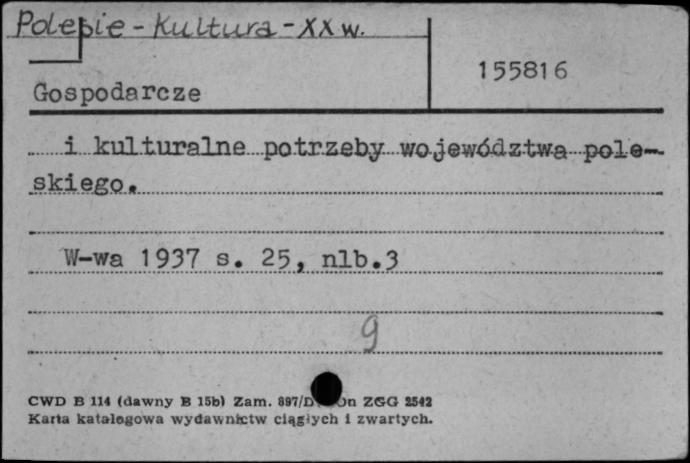 Polesie - Kultura - XX w.
155816
Gospodarcze
i kulturalne potrzeby województwa pole-
skiego.
W-wa 1937 s. 25, nlb.3
9
CWD B 114 (dawny B 15b) Zam. 897/D on ZGG 2542
Karta katalogowa wydawnictw ciągłych i zwartych.